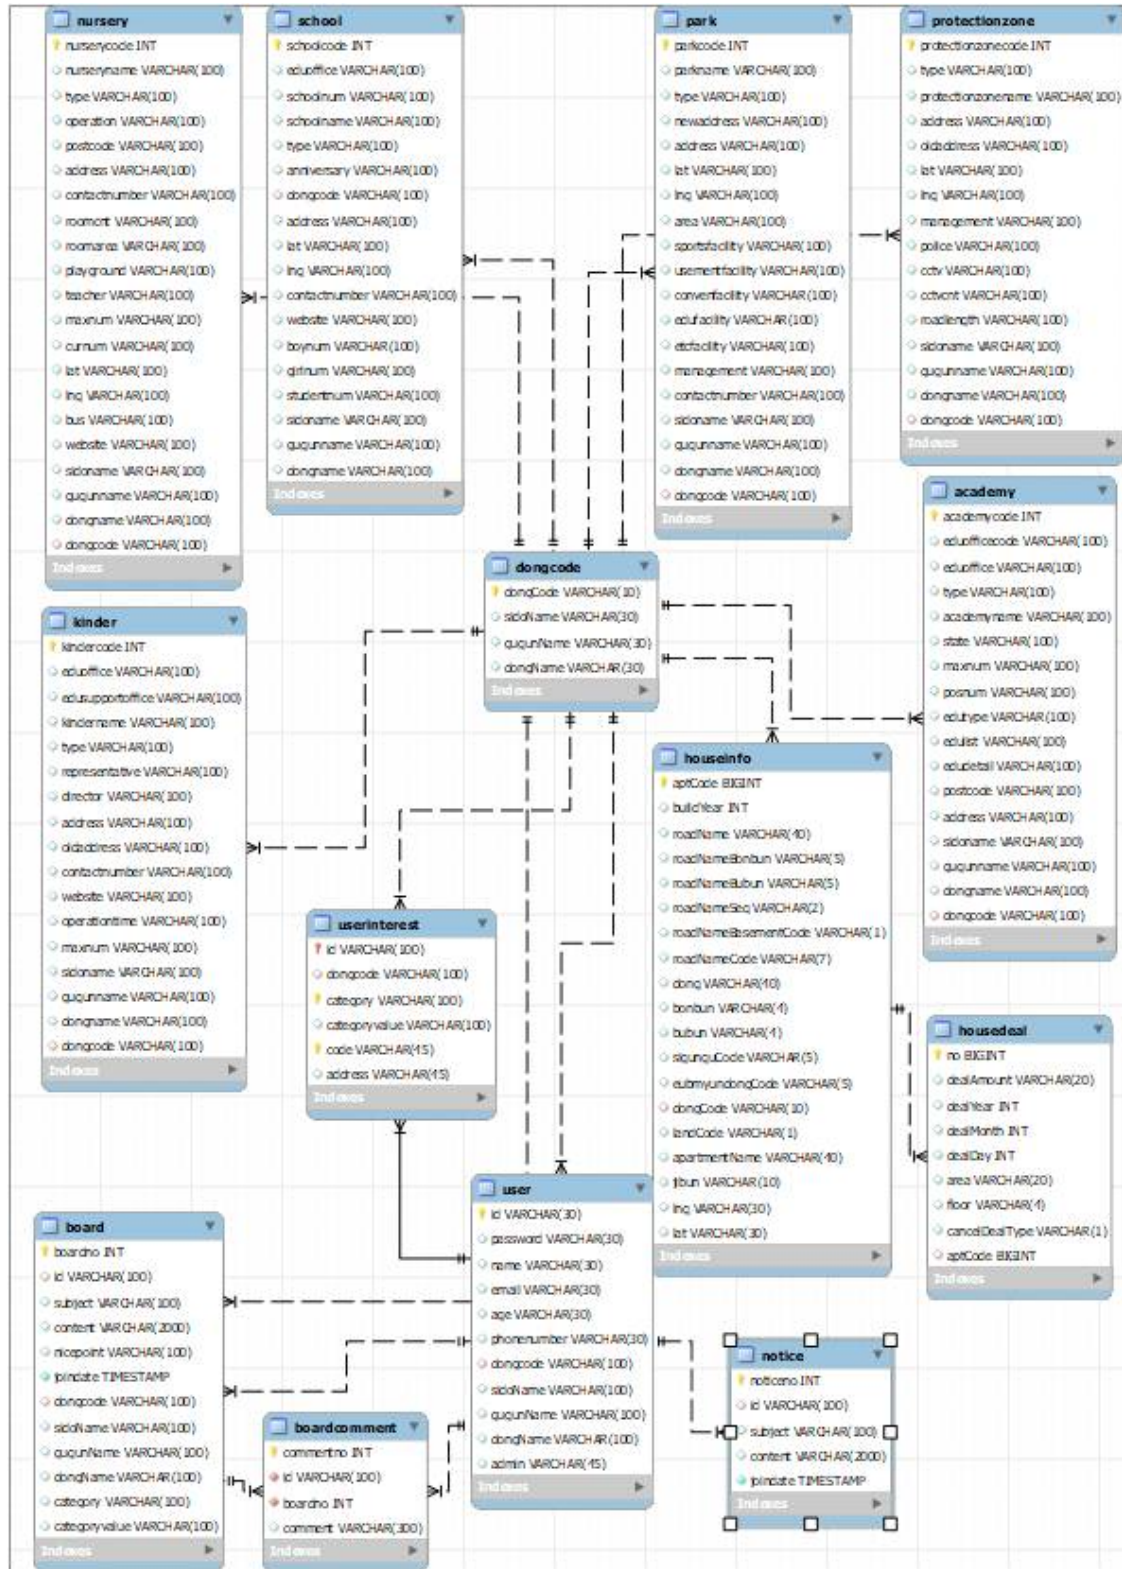 nursery
nurserycode INT
nurseryname VARCHAR(100)
type VARCHAR(100)
operation VARCHAR(100)
postcode VARCHAR(100)
address VARCHAR(100)
contactnumber VARCHAR(100)
roomcnt VARCHAR(100)
roomarea VARCHAR(100)
playground VARCHAR(100)
teacher VARCHAR(100)
maxnum VARCHAR(100)
curnum VARCHAR(100)
lat VARCHAR(100)
lng VARCHAR(100)
bus VARCHAR(100)
website VARCHAR(100)
sidoname VARCHAR(100)
gugunname VARCHAR(100)
dongname VARCHAR(100)
dongcode VARCHAR(100)
Indexes
school
schoolcode INT
eduoffice VARCHAR(100)
schoolnum VARCHAR(100)
schoolname VARCHAR(100)
type VARCHAR(100)
anniversary VARCHAR(100)
dongcode VARCHAR(100)
address VARCHAR(100)
lat VARCHAR(100)
lng VARCHAR(100)
contactnumber VARCHAR(100)
website VARCHAR(100)
boynum VARCHAR(100)
girlnum VARCHAR(100)
studentnum VARCHAR(100)
sidoname VARCHAR(100)
gugunname VARCHAR(100)
dongname VARCHAR(100)
Indexes
park
parkcode INT
parkname VARCHAR(100)
type VARCHAR(100)
newaddress VARCHAR(100)
address VARCHAR(100)
lat VARCHAR(100)
lng VARCHAR(100)
area VARCHAR(100)
sportsfacility VARCHAR(100)
usementfacility VARCHAR(100)
convenfacility VARCHAR(100)
edufacility VARCHAR(100)
etcfacility VARCHAR(100)
management VARCHAR(100)
contactnumber VARCHAR(100)
sidoname VARCHAR(100)
gugunname VARCHAR(100)
dongname VARCHAR(100)
dongcode VARCHAR(100)
Indexes
protectionzone
protectionzonecode INT
type VARCHAR(100)
protectionzonename VARCHAR(100)
address VARCHAR(100)
oldaddress VARCHAR(100)
lat VARCHAR(100)
lng VARCHAR(100)
management VARCHAR(100)
police VARCHAR(100)
cctv VARCHAR(100)
cctvcnt VARCHAR(100)
roadlength VARCHAR(100)
sidoname VARCHAR(100)
gugunname VARCHAR(100)
dongname VARCHAR(100)
dongcode VARCHAR(100)
Indexes
academy
academycode INT
eduofficecode VARCHAR(100)
eduoffice VARCHAR(100)
type VARCHAR(100)
academyname VARCHAR(100)
state VARCHAR(100)
maxnum VARCHAR(100)
posnum VARCHAR(100)
edutype VARCHAR(100)
edulist VARCHAR(100)
edudetail VARCHAR(100)
postcode VARCHAR(100)
address VARCHAR(100)
sidoname VARCHAR(100)
gugunname VARCHAR(100)
dongname VARCHAR(100)
dongcode VARCHAR(100)
Indexes
dongcode
dongCode VARCHAR(10)
sidoName VARCHAR(30)
gugunName VARCHAR(30)
dongName VARCHAR(30)
Indexes
kinder
kindercode INT
eduoffice VARCHAR(100)
edusupportoffice VARCHAR(100)
kindername VARCHAR(100)
type VARCHAR(100)
representative VARCHAR(100)
director VARCHAR(100)
address VARCHAR(100)
oldaddress VARCHAR(100)
contactnumber VARCHAR(100)
website VARCHAR(100)
operationtime VARCHAR(100)
maxnum VARCHAR(100)
sidoname VARCHAR(100)
gugunname VARCHAR(100)
dongname VARCHAR(100)
dongcode VARCHAR(100)
Indexes
houseinfo
aptCode BIGINT
buildYear INT
roadName VARCHAR(40)
roadNameBonbun VARCHAR(5)
roadNameBubun VARCHAR(5)
roadNameSeq VARCHAR(2)
roadNameBasementCode VARCHAR(1)
roadNameCode VARCHAR(7)
dong VARCHAR(40)
bonbun VARCHAR(4)
bubun VARCHAR(4)
sigunguCode VARCHAR(5)
eubmyundongCode VARCHAR(5)
dongCode VARCHAR(10)
landCode VARCHAR(1)
apartmentName VARCHAR(40)
jibun VARCHAR(10)
lng VARCHAR(30)
lat VARCHAR(30)
Indexes
userinterest
id VARCHAR(100)
dongcode VARCHAR(100)
category VARCHAR(100)
categoryvalue VARCHAR(100)
code VARCHAR(45)
address VARCHAR(45)
Indexes
housedeal
no BIGINT
dealAmount VARCHAR(20)
dealYear INT
dealMonth INT
dealDay INT
area VARCHAR(20)
floor VARCHAR(4)
cancelDealType VARCHAR(1)
aptCode BIGINT
Indexes
user
id VARCHAR(30)
password VARCHAR(30)
name VARCHAR(30)
email VARCHAR(30)
age VARCHAR(30)
phonenumber VARCHAR(30)
dongcode VARCHAR(100)
sidoName VARCHAR(100)
gugunName VARCHAR(100)
dongName VARCHAR(100)
admin VARCHAR(45)
Indexes
board
boardno INT
id VARCHAR(100)
subject VARCHAR(100)
content VARCHAR(2000)
nicepoint VARCHAR(100)
joindate TIMESTAMP
dongcode VARCHAR(100)
sidoName VARCHAR(100)
gugunName VARCHAR(100)
dongName VARCHAR(100)
category VARCHAR(100)
categoryvalue VARCHAR(100)
Indexes
boardcomment
commentno INT
id VARCHAR(100)
boardno INT
comment VARCHAR(300)
Indexes
notice
noticeno INT
id VARCHAR(100)
subject VARCHAR(100)
content VARCHAR(2000)
joindate TIMESTAMP
Indexes